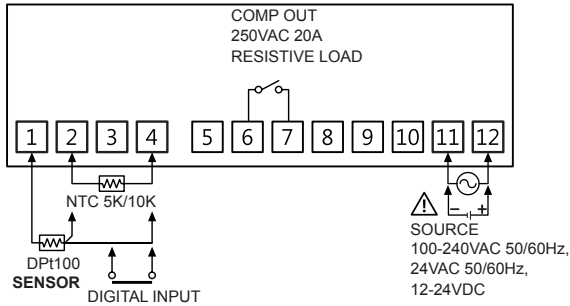 COMP OUT
250VAC 20A
RESISTIVE LOAD
1 2 3 4 5 6 7 8 9 10 11 12
NTC 5K/10K
DPt100
SENSOR
DIGITAL INPUT
− +
SOURCE
100-240VAC 50/60Hz,
24VAC 50/60Hz,
12-24VDC